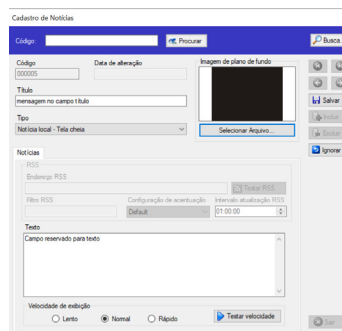 Cadastro de Notícias
Código:
Procurar
Busca.
Código
Data de alteração
Imagem de plano de fundo
000005
Título
mensagem no campo título
Salvar
Tipo
Incluir
Notícia local - Tela cheia
Selecionar Arquivo...
Excluir
Ignorar
Notícias
RSS
Endereço RSS
Testar RSS
Filtro RSS
Configuração de acentuação
Intervalo atualização RSS
Default
01:00:00
Texto
Campo reservado para texto
Velocidade de exibição
Lento
Normal
Rápido
Testar velocidade
Sair